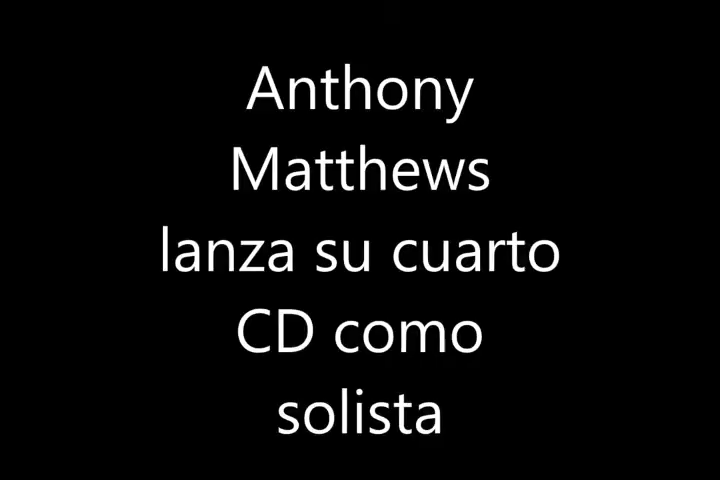 Anthony
Matthews
lanza su cuarto
CD como
solista